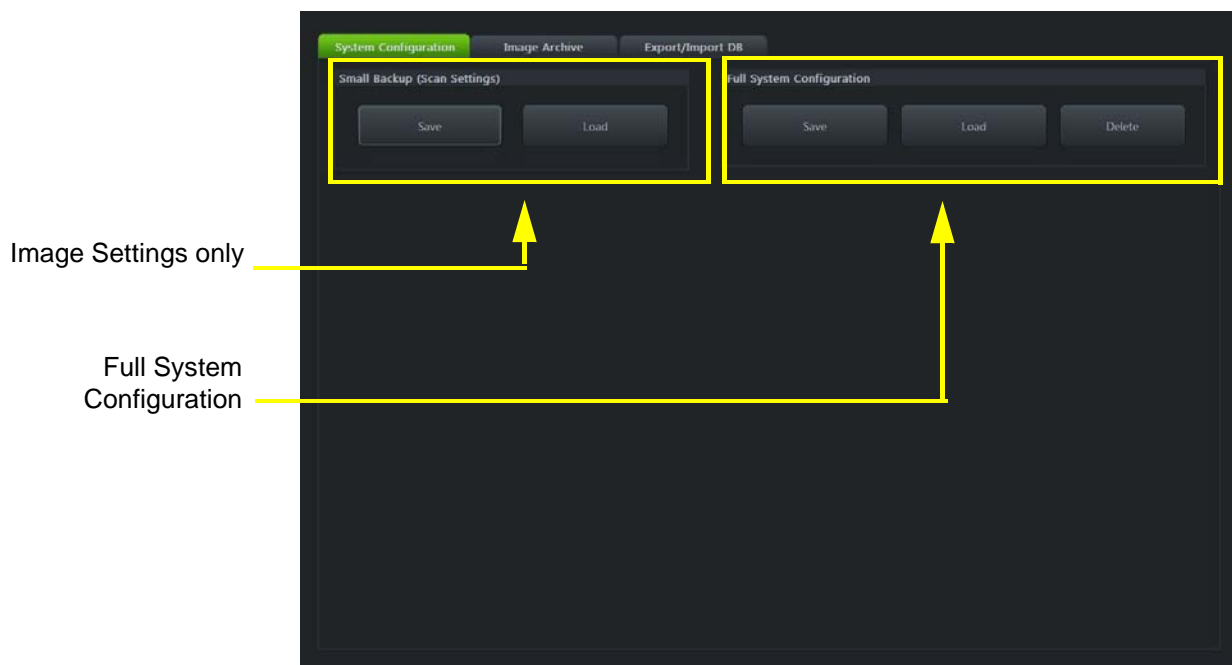 System Configuration Image Archive Export/Import DB
Small Backup (Scan Settings)
Save Load
Full System Configuration
Save Load Delete
Image Settings only
Full System
Configuration